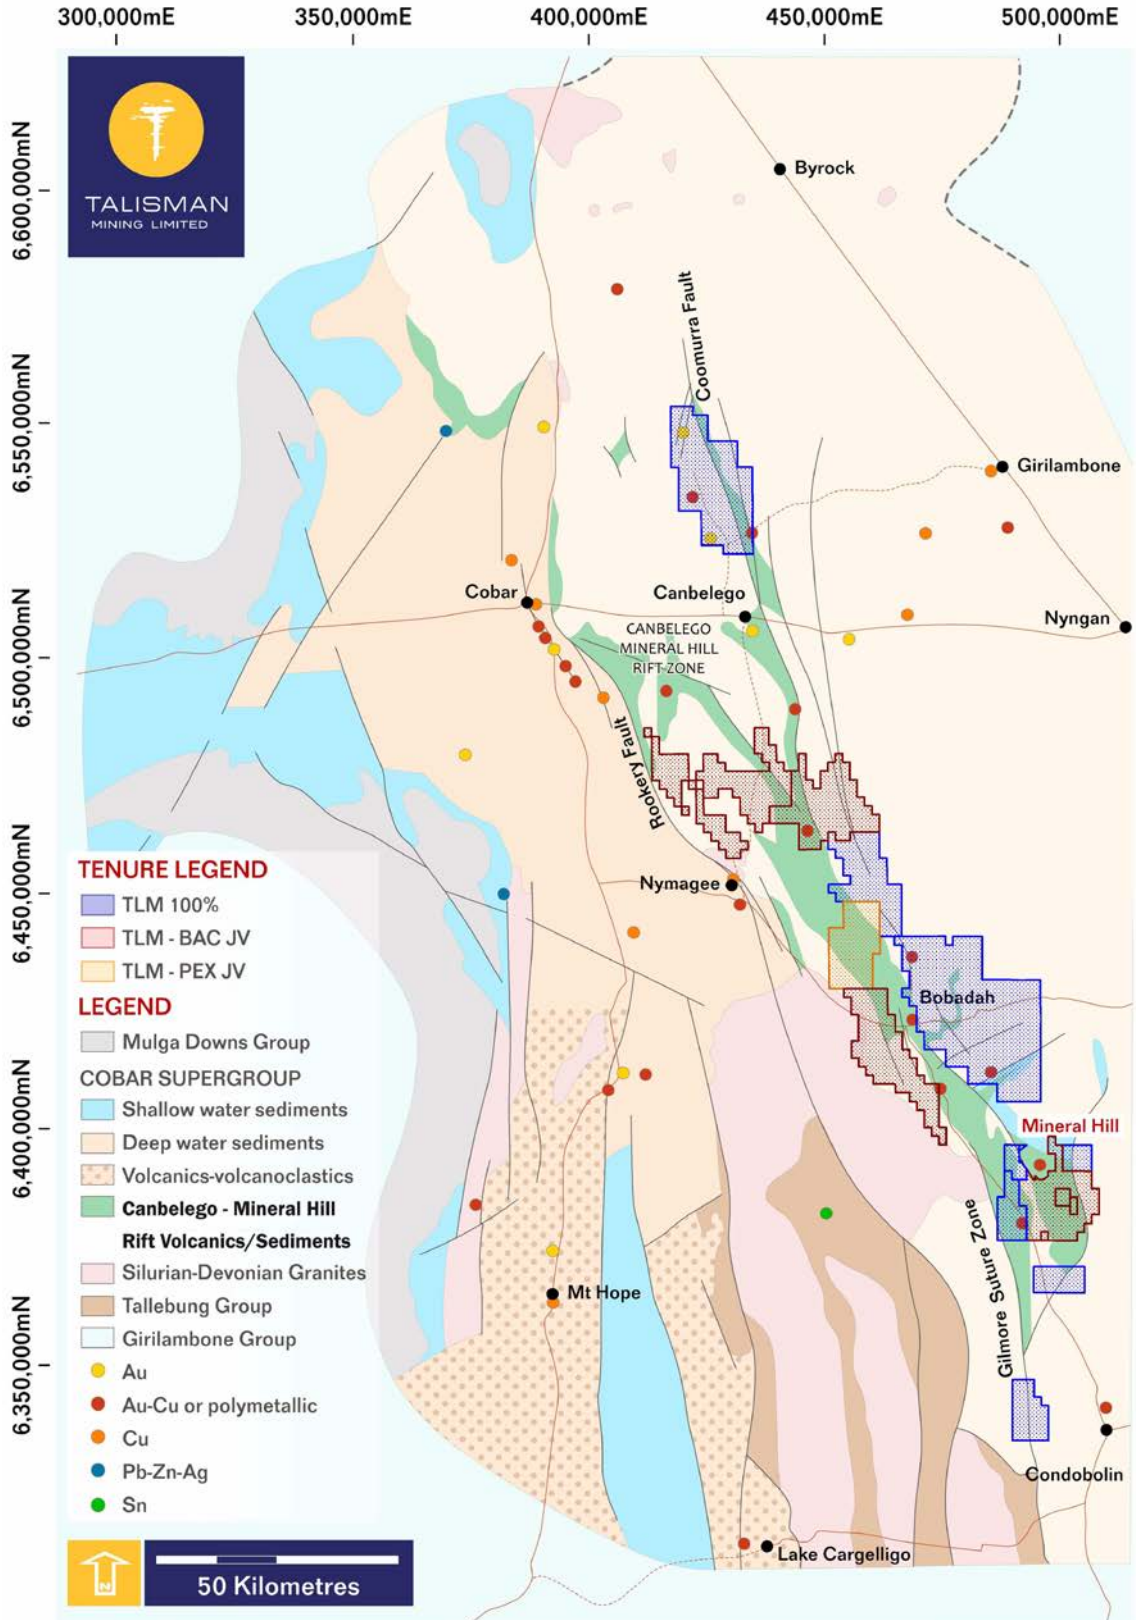 300,000mE 350,000mE 400,000mE 450,000mE 500,000mE
6,600,000mN
6,550,000mN
6,500,000mN
6,450,000mN
6,400,000mN
6,350,000mN
TALISMAN
MINING LIMITED
Byrock
Coomurra Fault
Girilambone
Cobar
Canbelego
Nyngan
CANBELEGO
MINERAL HILL
RIFT ZONE
Rookery Fault
Nymagee
Bobadah
Mineral Hill
Gilmore Suture Zone
Mt Hope
Condobolin
Lake Cargelligo
TENURE LEGEND
TLM 100%
TLM - BAC JV
TLM - PEX JV
LEGEND
Mulga Downs Group
COBAR SUPERGROUP
Shallow water sediments
Deep water sediments
Volcanics-volcanoclastics
Canbelego - Mineral Hill
Rift Volcanics/Sediments
Silurian-Devonian Granites
Tallebung Group
Girilambone Group
Au
Au-Cu or polymetallic
Cu
Pb-Zn-Ag
Sn
N
50 Kilometres